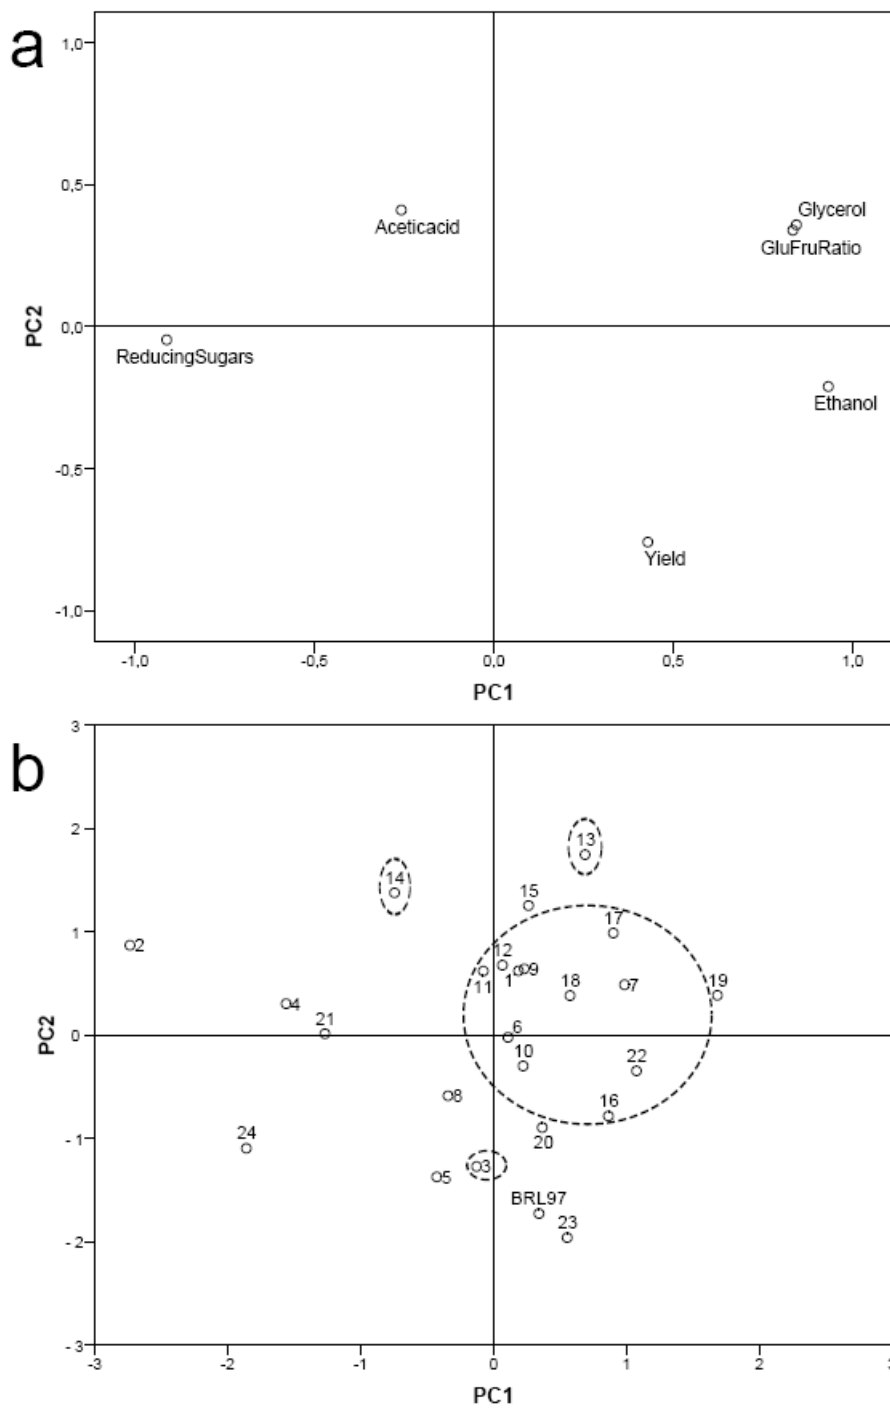 a
1,0
0,5
0,0
-0,5
-1,0
PC2
Aceticacid
Glycerol
GluFruRatio
ReducingSugars
Ethanol
Yield
-1,0 -0,5 0,0 0,5 1,0
PC1
b
3
2
1
0
-1
-2
-3
PC2
13
14
15
17
2
12
1
9
11
18
7
19
4
21
6
10
22
8
16
20
24
3
5
BRL97
23
-3 -2 -1 0 1 2 3
PC1